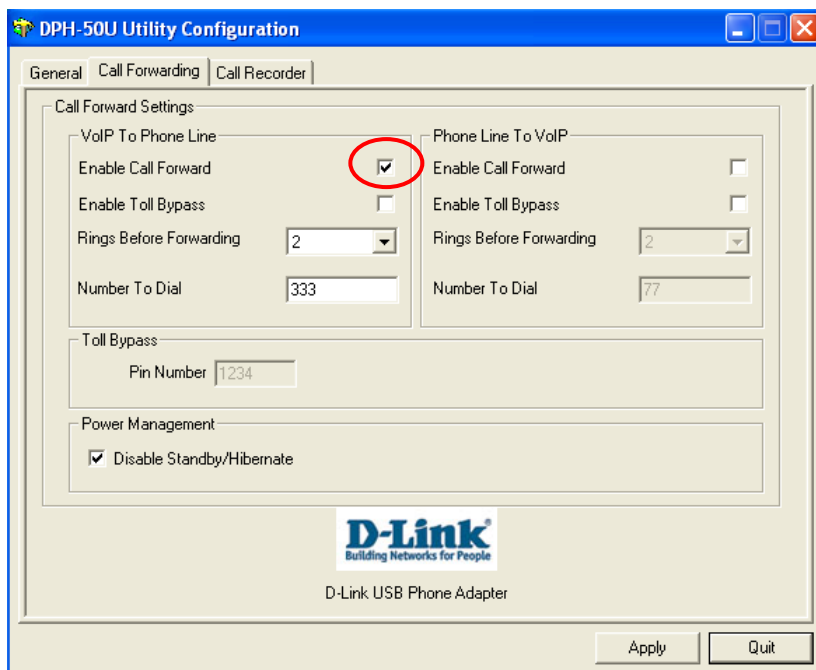 DPH-50U Utility Configuration
General Call Forwarding Call Recorder
Call Forward Settings
VoIP To Phone Line
Enable Call Forward
Enable Toll Bypass
Rings Before Forwarding 2
Number To Dial 333
Phone Line To VoIP
Enable Call Forward
Enable Toll Bypass
Rings Before Forwarding 2
Number To Dial 77
Toll Bypass
Pin Number 1234
Power Management
Disable Standby/Hibernate
D-Link
Building Networks for People
D-Link USB Phone Adapter
Apply Quit